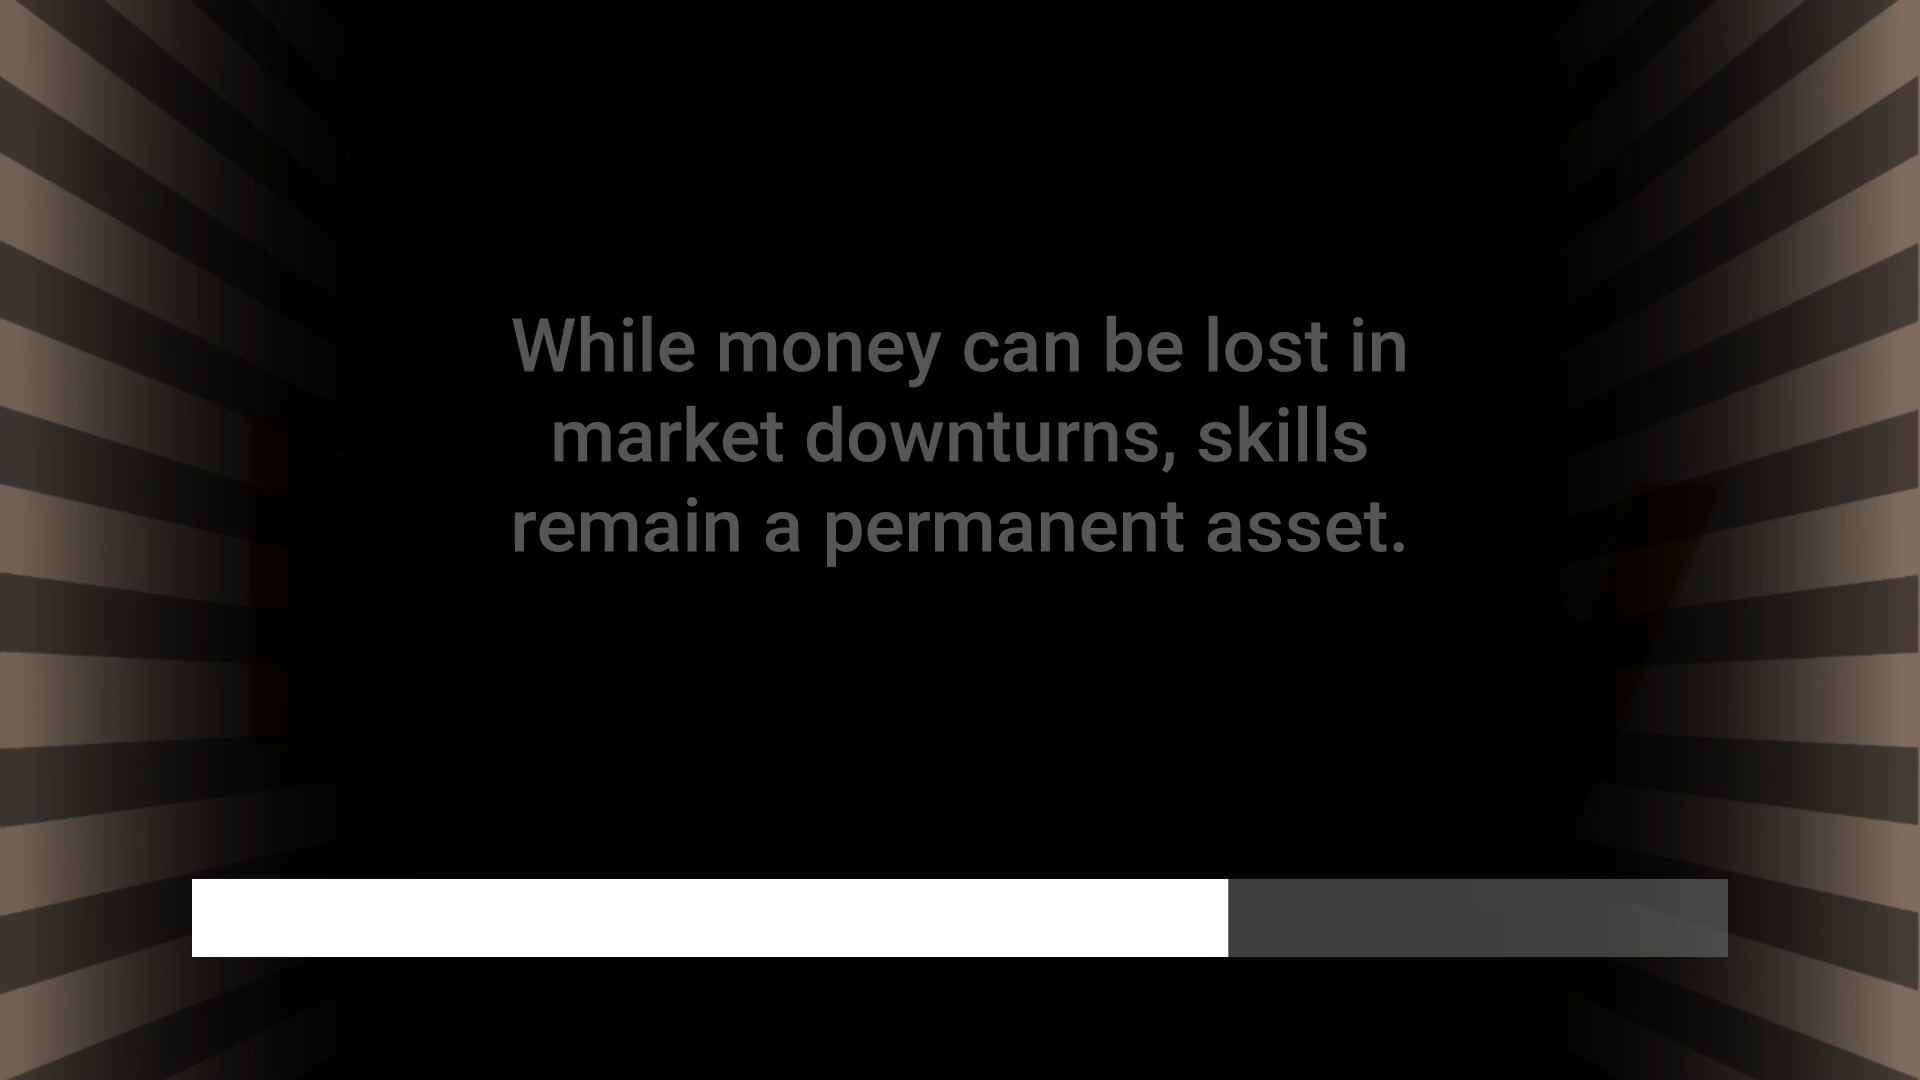 While money can be lost in
market downturns, skills
remain a permanent asset.